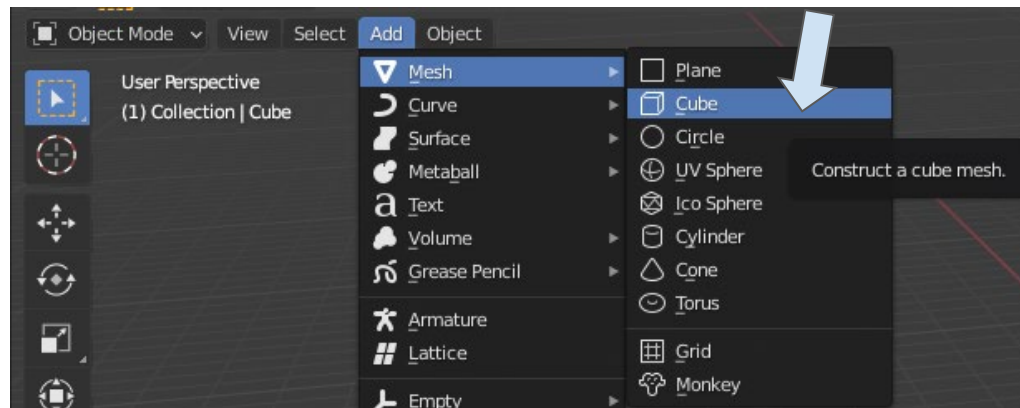 Object Mode View Select Add Object
User Perspective
(1) Collection | Cube
Mesh
Curve
Surface
Metaball
Text
Volume
Grease Pencil
Armature
Lattice
Empty
Plane
Cube
Circle
UV Sphere
Ico Sphere
Cylinder
Cone
Torus
Grid
Monkey
Construct a cube mesh.